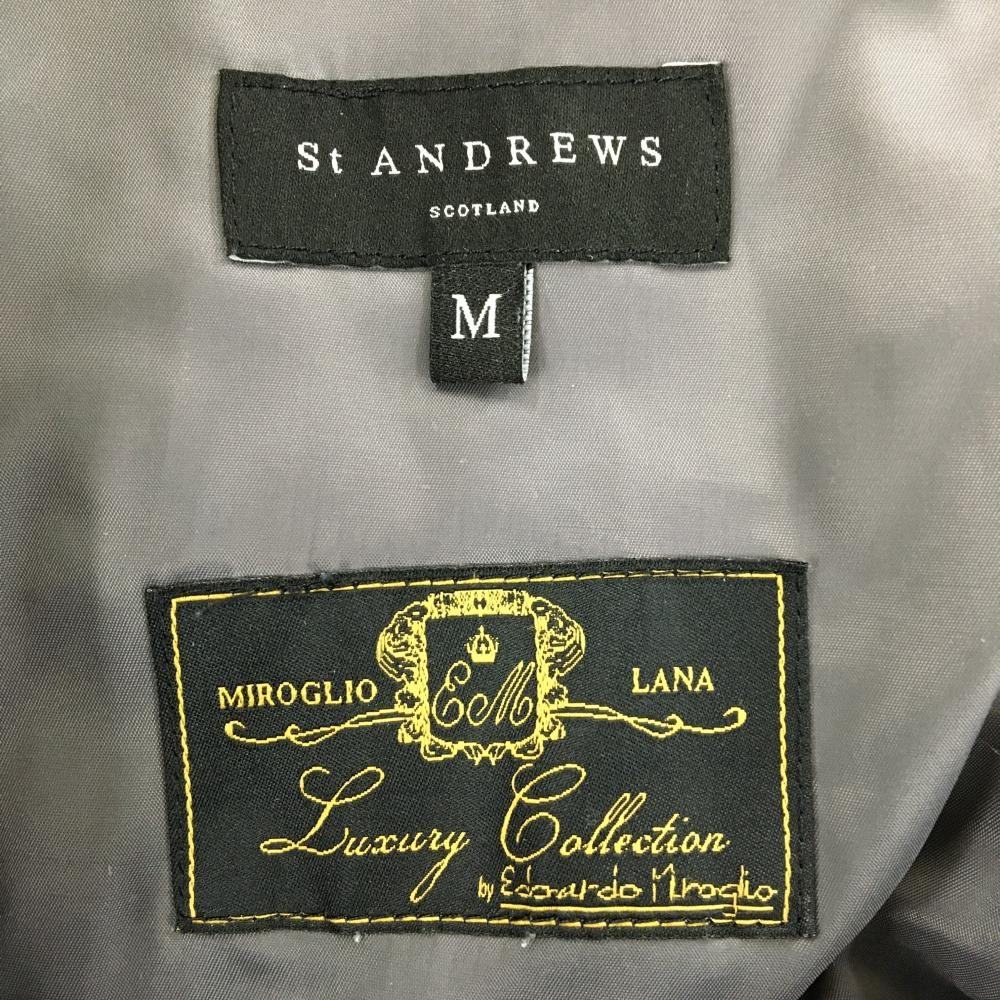 St ANDREWS
SCOTLAND
M
EM
MIROGLIO LANA
Luxury Collection
by Edoardo Miroglio